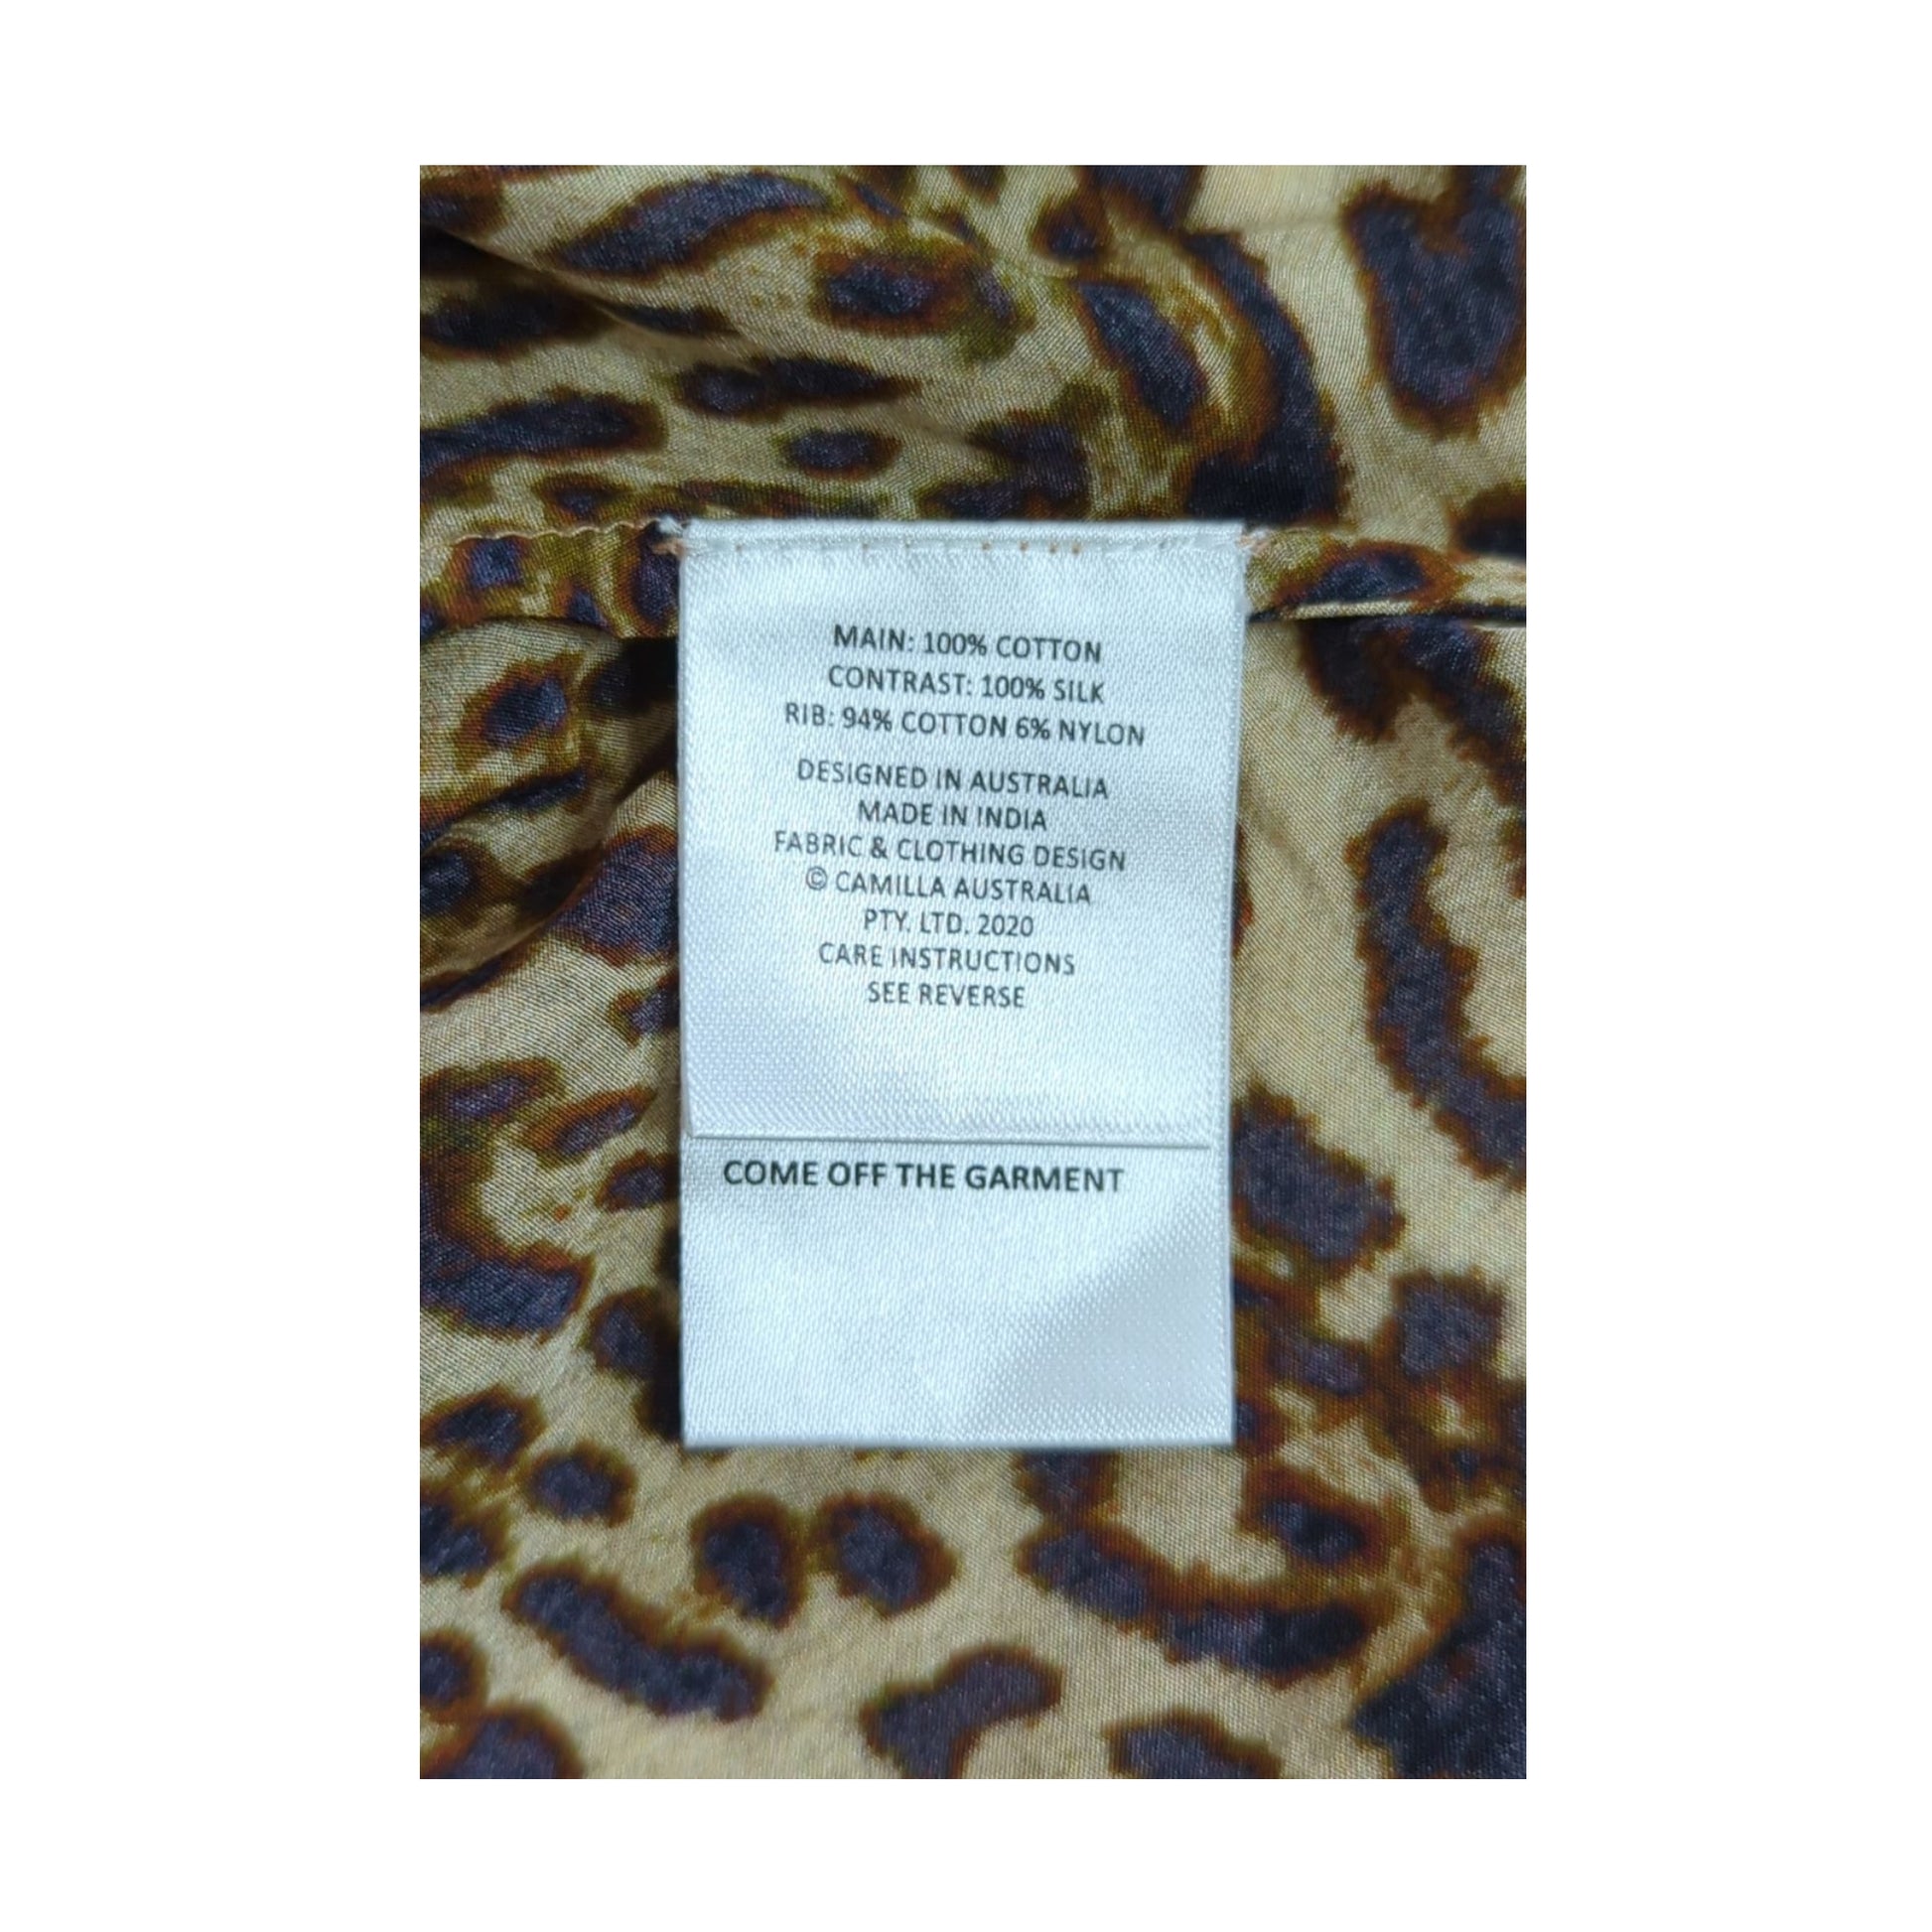 MAIN: 100% COTTON
CONTRAST: 100% SILK
RIB: 94% COTTON 6% NYLON
DESIGNED IN AUSTRALIA
MADE IN INDIA
FABRIC & CLOTHING DESIGN
© CAMILLA AUSTRALIA
PTY. LTD. 2020
CARE INSTRUCTIONS
SEE REVERSE
COME OFF THE GARMENT